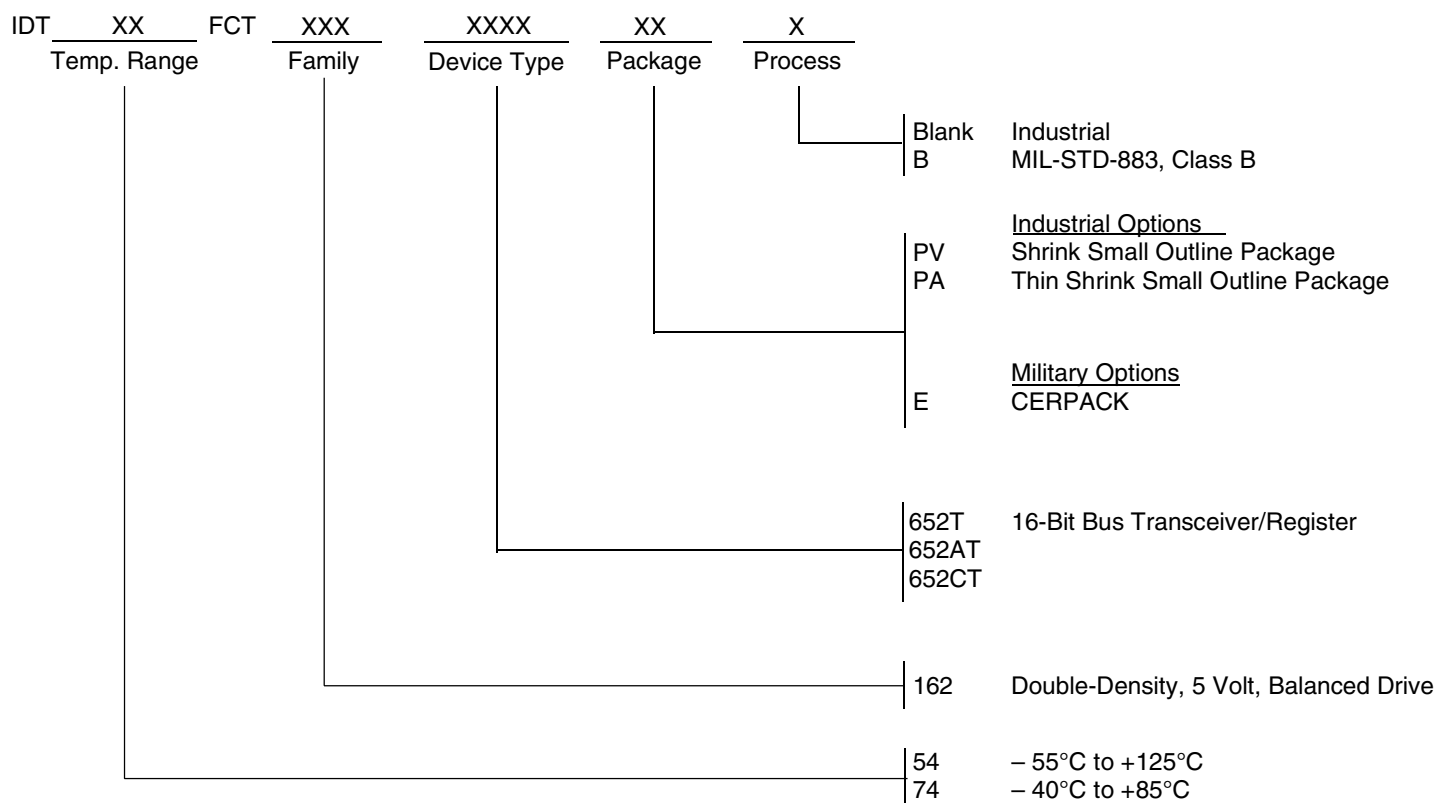 IDT XX FCT XXX XXXX XX X
Temp. Range Family Device Type Package Process
Blank Industrial
B MIL-STD-883, Class B
Industrial Options
PV Shrink Small Outline Package
PA Thin Shrink Small Outline Package
Military Options
E CERPACK
652T 16-Bit Bus Transceiver/Register
652AT
652CT
162 Double-Density, 5 Volt, Balanced Drive
54 – 55°C to +125°C
74 – 40°C to +85°C